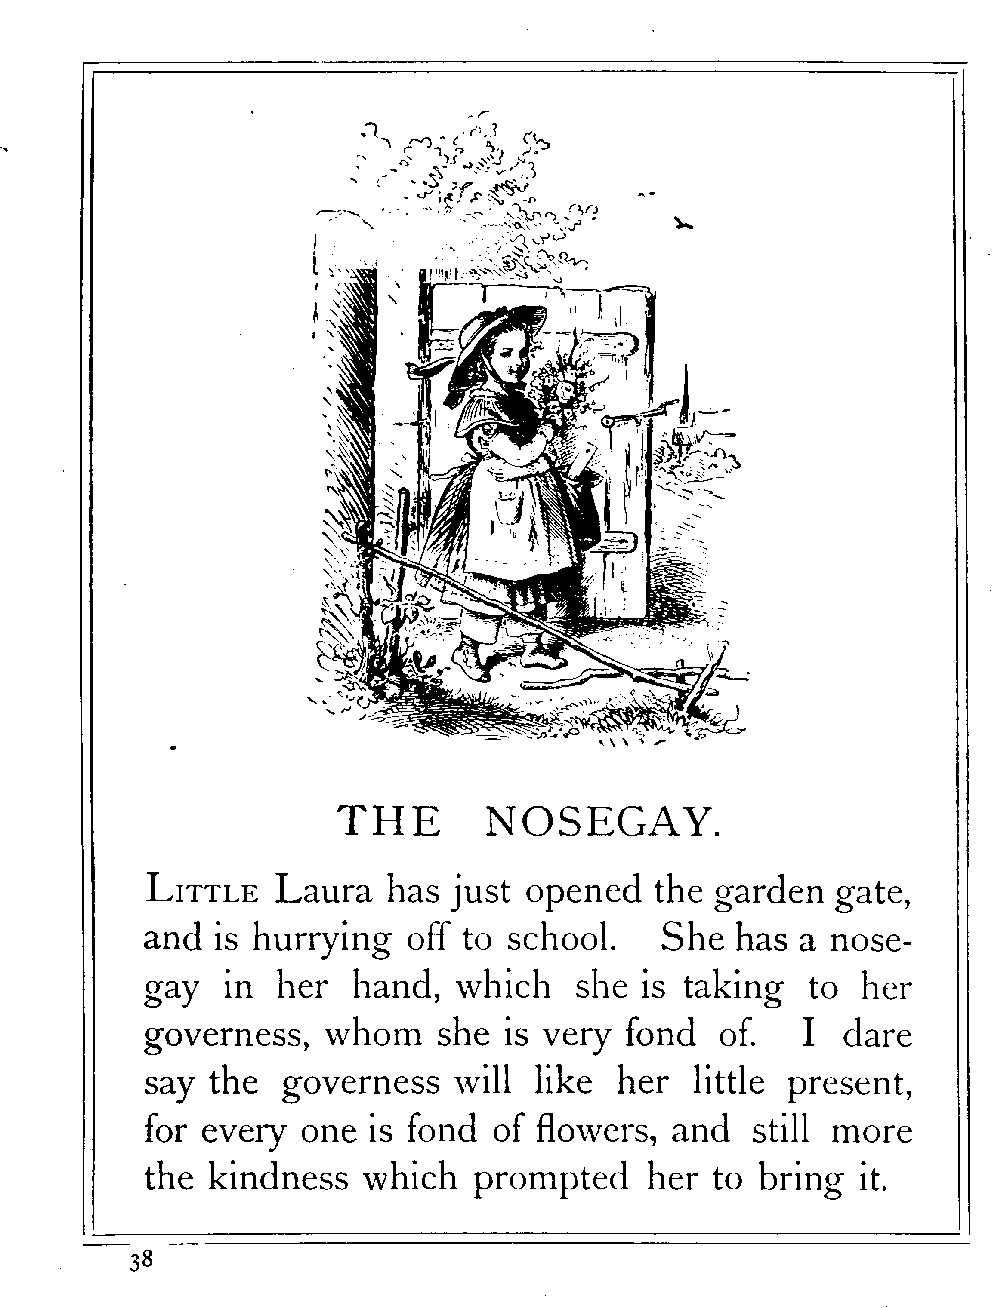 THE NOSEGAY.
LITTLE Laura has just opened the garden gate,
and is hurrying off to school. She has a nose-
gay in her hand, which she is taking to her
governess, whom she is very fond of. I dare
say the governess will like her little present,
for every one is fond of flowers, and still more
the kindness which prompted her to bring it.
38